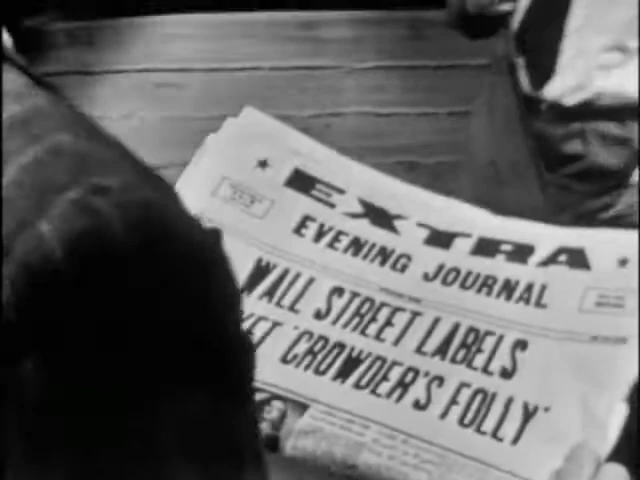 EXTRA
EVENING JOURNAL
WALL STREET LABELS
'CROWDER'S FOLLY'